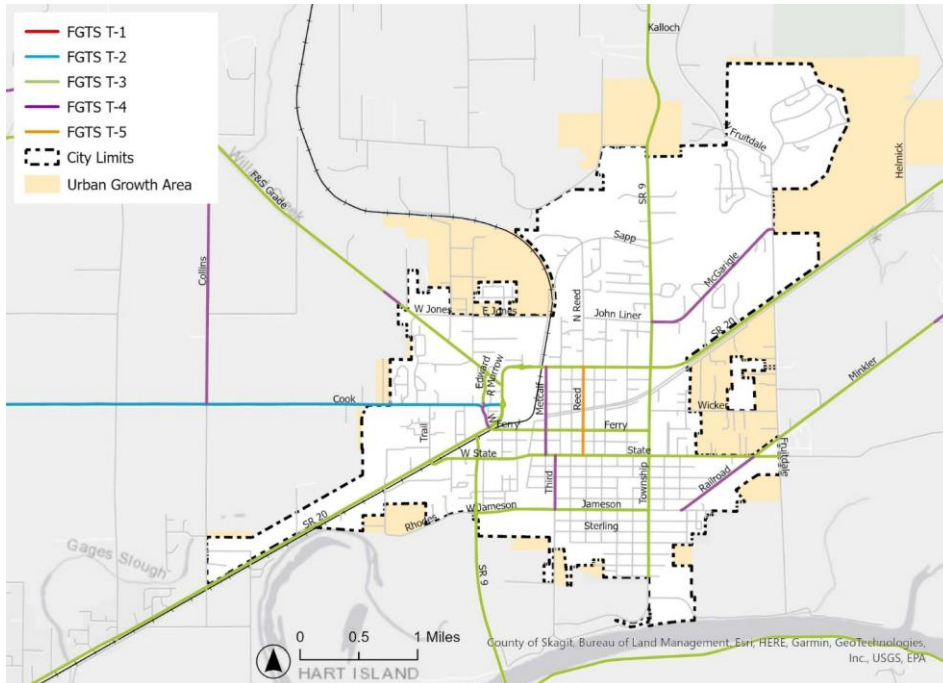 FGTS T-1
FGTS T-2
FGTS T-3
FGTS T-4
FGTS T-5
City Limits
Urban Growth Area
Kalloch
Fruitdale
Helmick
F&S Grade
SR 9
Sapp
McGarigle
Collins
W Jones
E Jones
N Reed
John Liner
SR 20
Minkler
Edward
R Murrow
Metcalf
Reed
Cook
Wicker
Ferry
Ferry
Trail
W State
State
Fruitdale
Third
Township
Railroad
W Jameson
Jameson
Rhodes
Sterling
SR 20
SR 9
Gages Slough
0 0.5 1 Miles
HART ISLAND
County of Skagit, Bureau of Land Management, Esri, HERE, Garmin, GeoTechnologies,
Inc., USGS, EPA